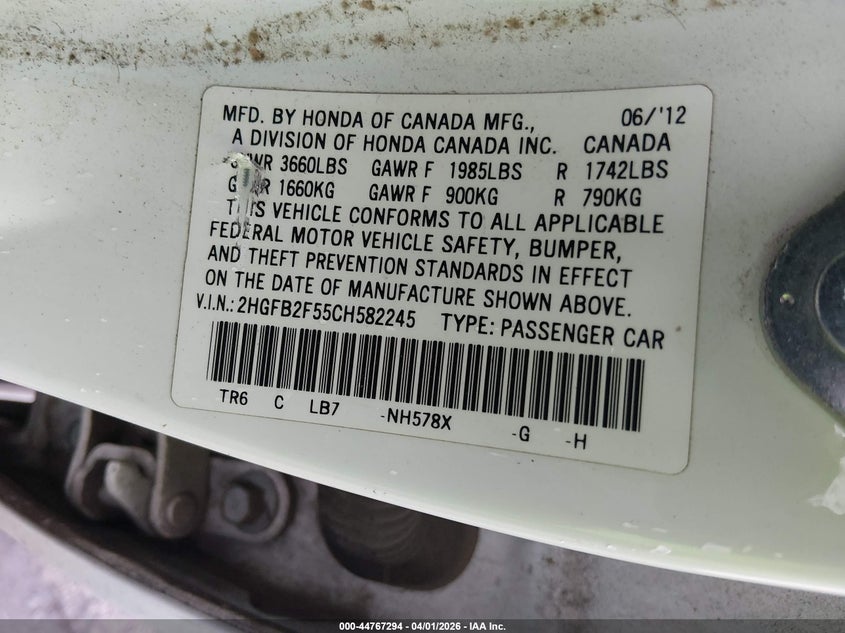 MFD. BY HONDA OF CANADA MFG., 06/'12
A DIVISION OF HONDA CANADA INC. CANADA
GVWR 3660LBS GAWR F 1985LBS R 1742LBS
GVWR 1660KG GAWR F 900KG R 790KG
THIS VEHICLE CONFORMS TO ALL APPLICABLE
FEDERAL MOTOR VEHICLE SAFETY, BUMPER,
AND THEFT PREVENTION STANDARDS IN EFFECT
ON THE DATE OF MANUFACTURE SHOWN ABOVE.
V.I.N.: 2HGFB2F55CH582245 TYPE: PASSENGER CAR
TR6 C LB7 -NH578X -G -H
000-44767294 - 04/01/2026 - IAA Inc.